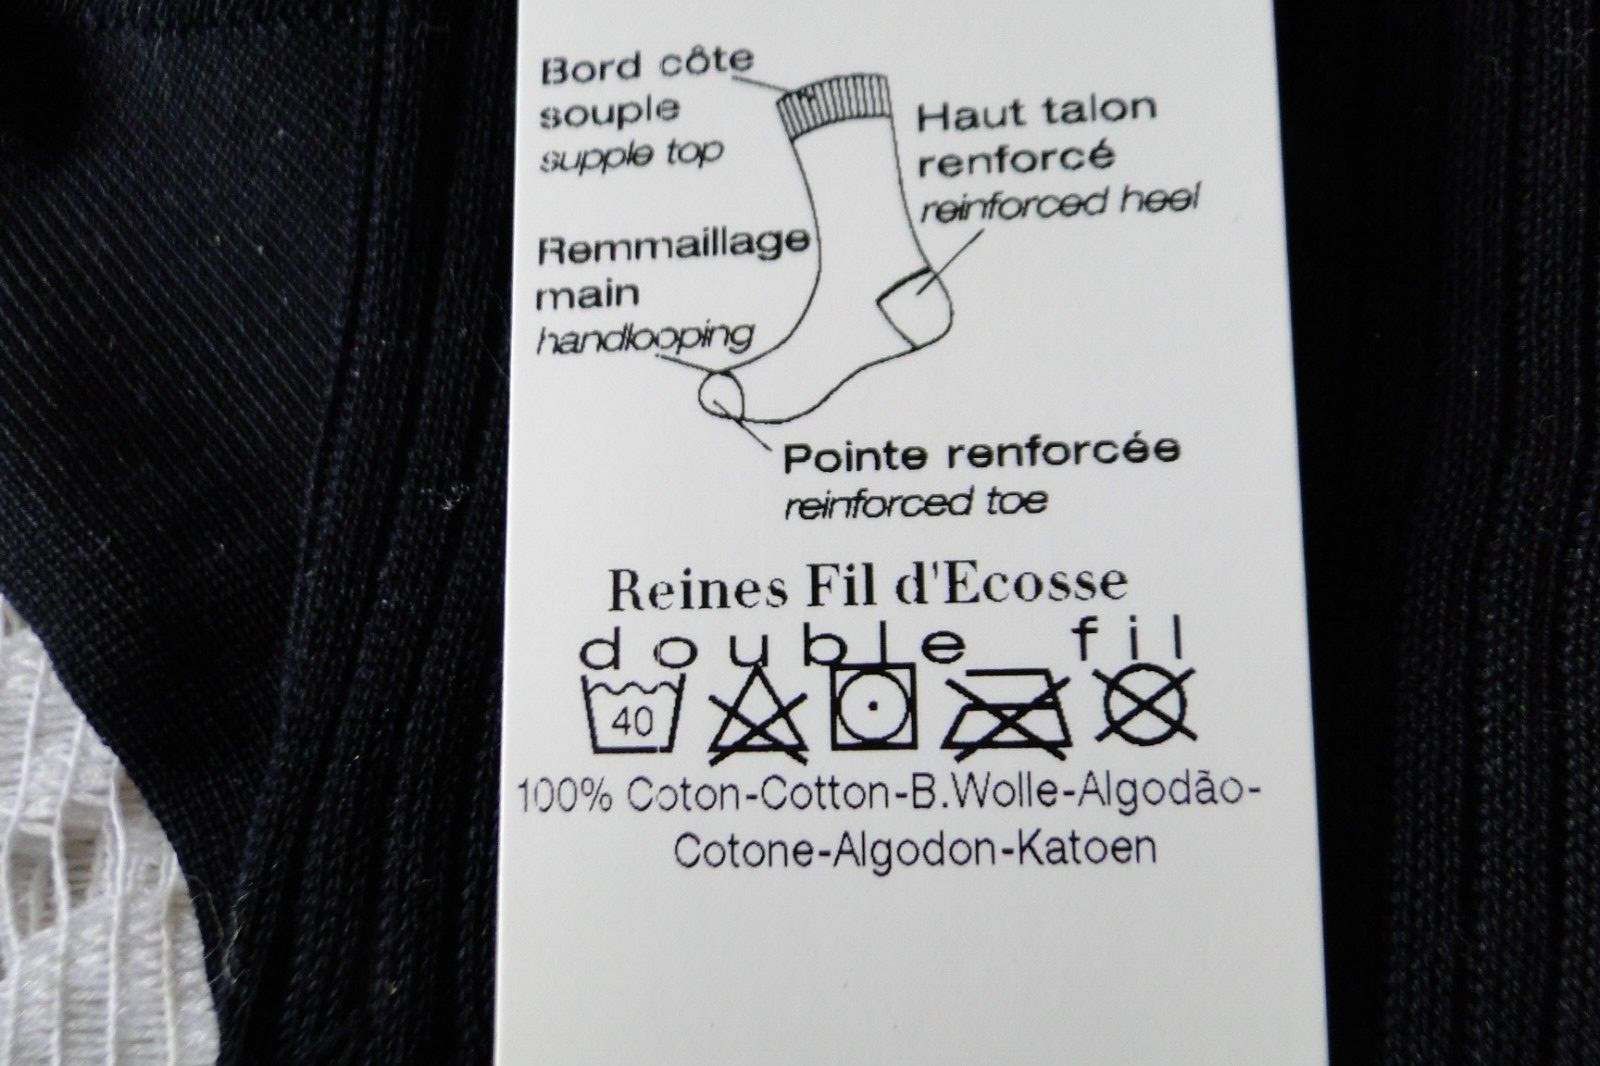 Bord côte
souple
supple top
Haut talon
renforcé
reinforced heel
Remmaillage
main
handlooping
Pointe renforcée
reinforced toe
Reines Fil d'Ecosse
double fil
40
100% Coton-Cotton-B.Wolle-Algodão-
Cotone-Algodon-Katoen